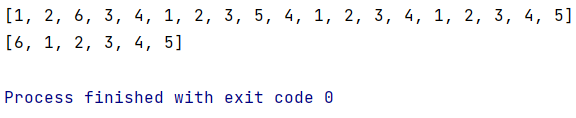 [1, 2, 6, 3, 4, 1, 2, 3, 5, 4, 1, 2, 3, 4, 1, 2, 3, 4, 5]
[6, 1, 2, 3, 4, 5]
Process finished with exit code 0